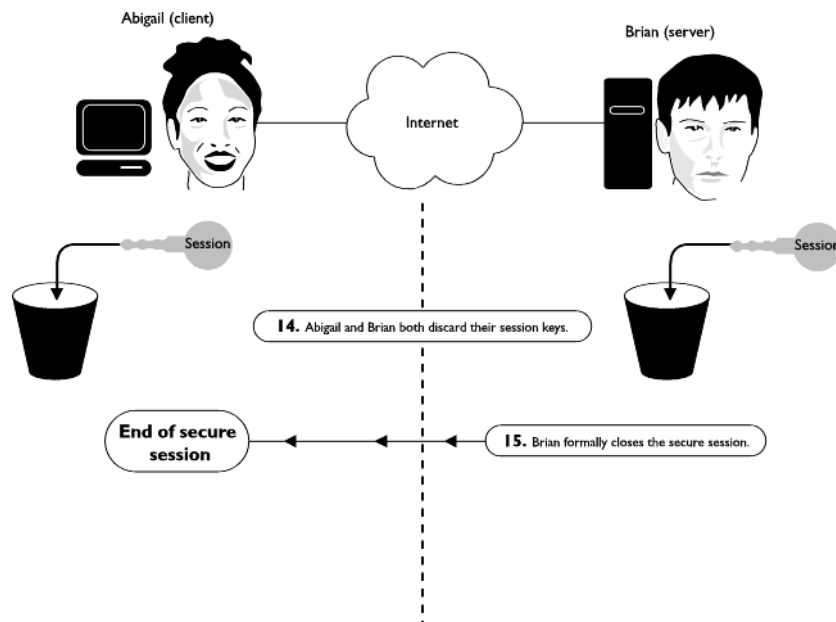 Abigail (client)
Brian (server)
Internet
Session
Session
14. Abigail and Brian both discard their session keys.
End of secure
session
15. Brian formally closes the secure session.